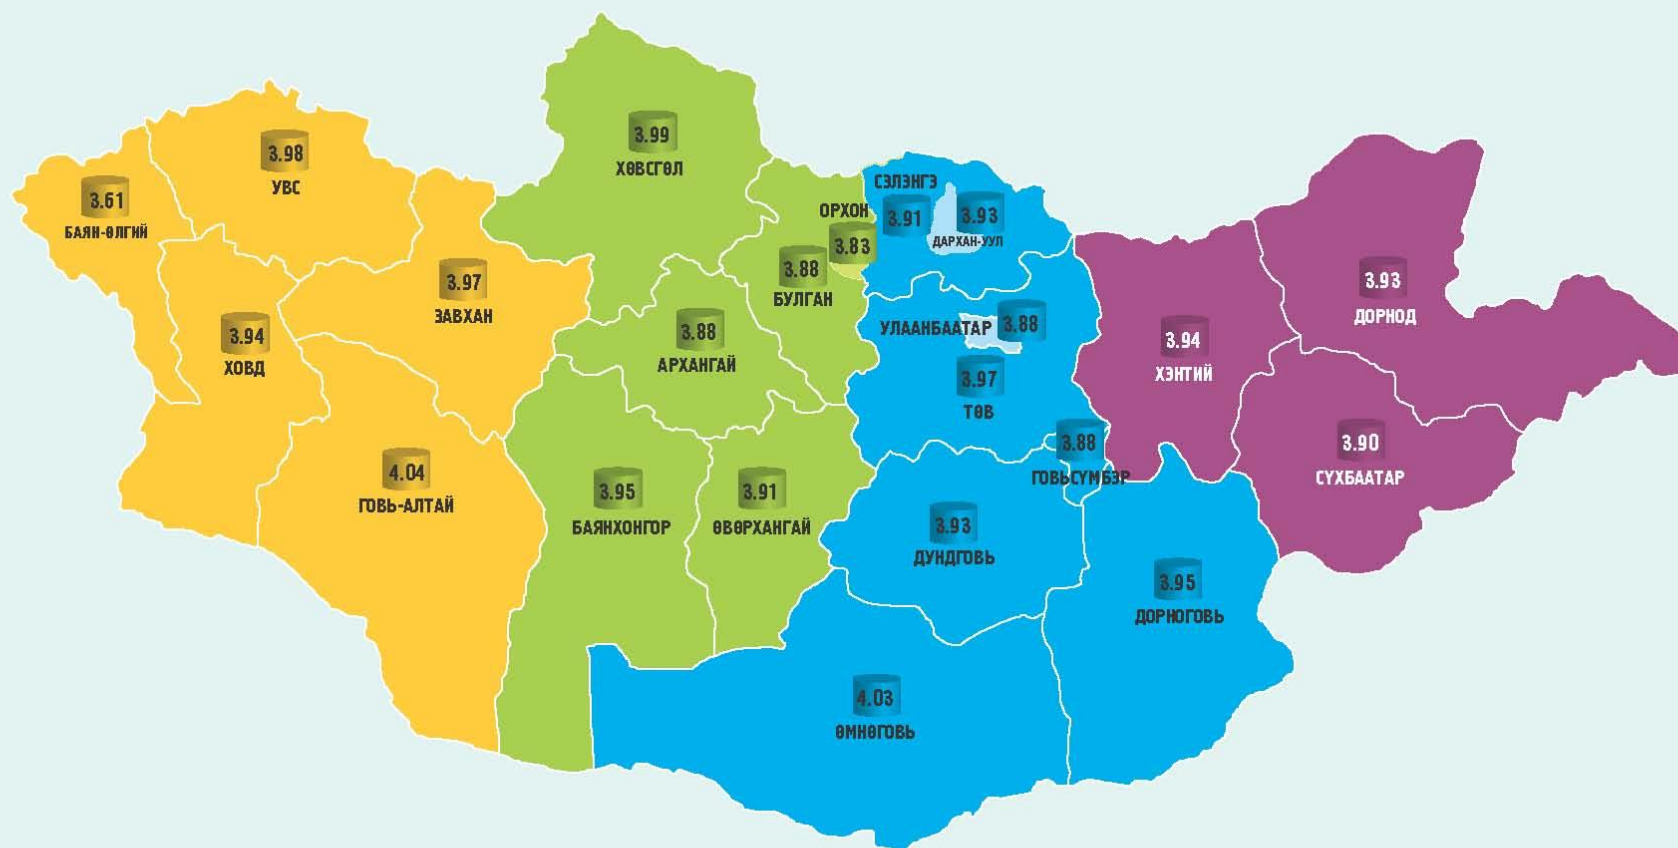 3.99
ХӨВСГӨЛ
3.98
УВС
3.61
БАЯН-ӨЛГИЙ
3.97
ЗАВХАН
3.94
ХОВД
4.04
ГОВЬ-АЛТАЙ
ОРХОН
3.83
3.88
БУЛГАН
3.88
АРХАНГАЙ
3.95
БАЯНХОНГОР
3.91
ӨВӨРХАНГАЙ
СЭЛЭНГЭ
3.91
3.93
ДАРХАН-УУЛ
УЛААНБААТАР
3.88
3.97
ТӨВ
3.88
ГОВЬСҮМБЭР
3.93
ДУНДГОВЬ
3.95
ДОРНОГОВЬ
4.03
ӨМНӨГОВЬ
3.94
ХЭНТИЙ
3.93
ДОРНОД
3.90
СҮХБААТАР